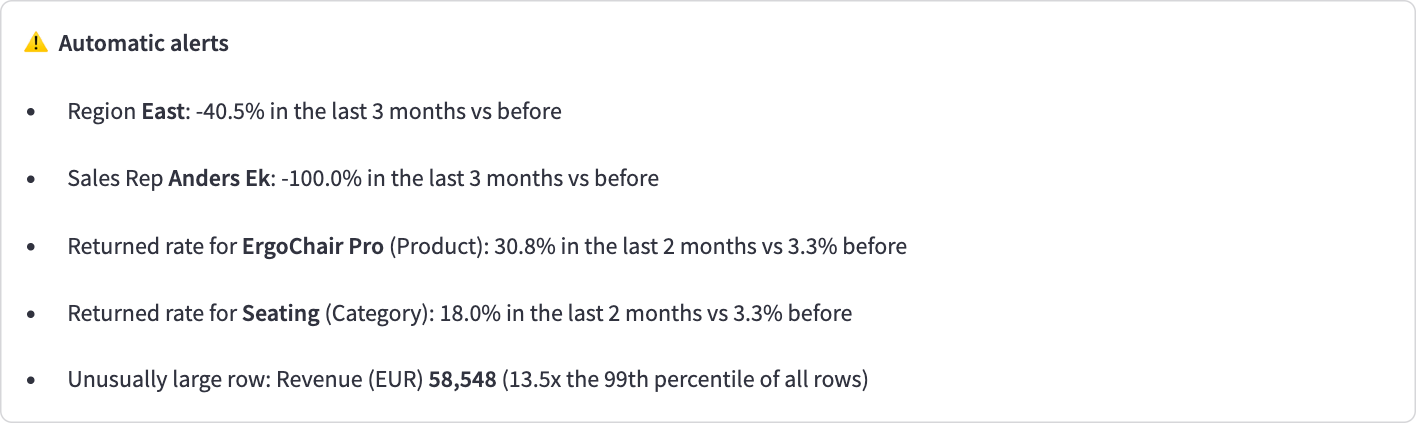 ⚠️ Automatic alerts
• Region East: -40.5% in the last 3 months vs before
• Sales Rep Anders Ek: -100.0% in the last 3 months vs before
• Returned rate for ErgoChair Pro (Product): 30.8% in the last 2 months vs 3.3% before
• Returned rate for Seating (Category): 18.0% in the last 2 months vs 3.3% before
• Unusually large row: Revenue (EUR) 58,548 (13.5x the 99th percentile of all rows)